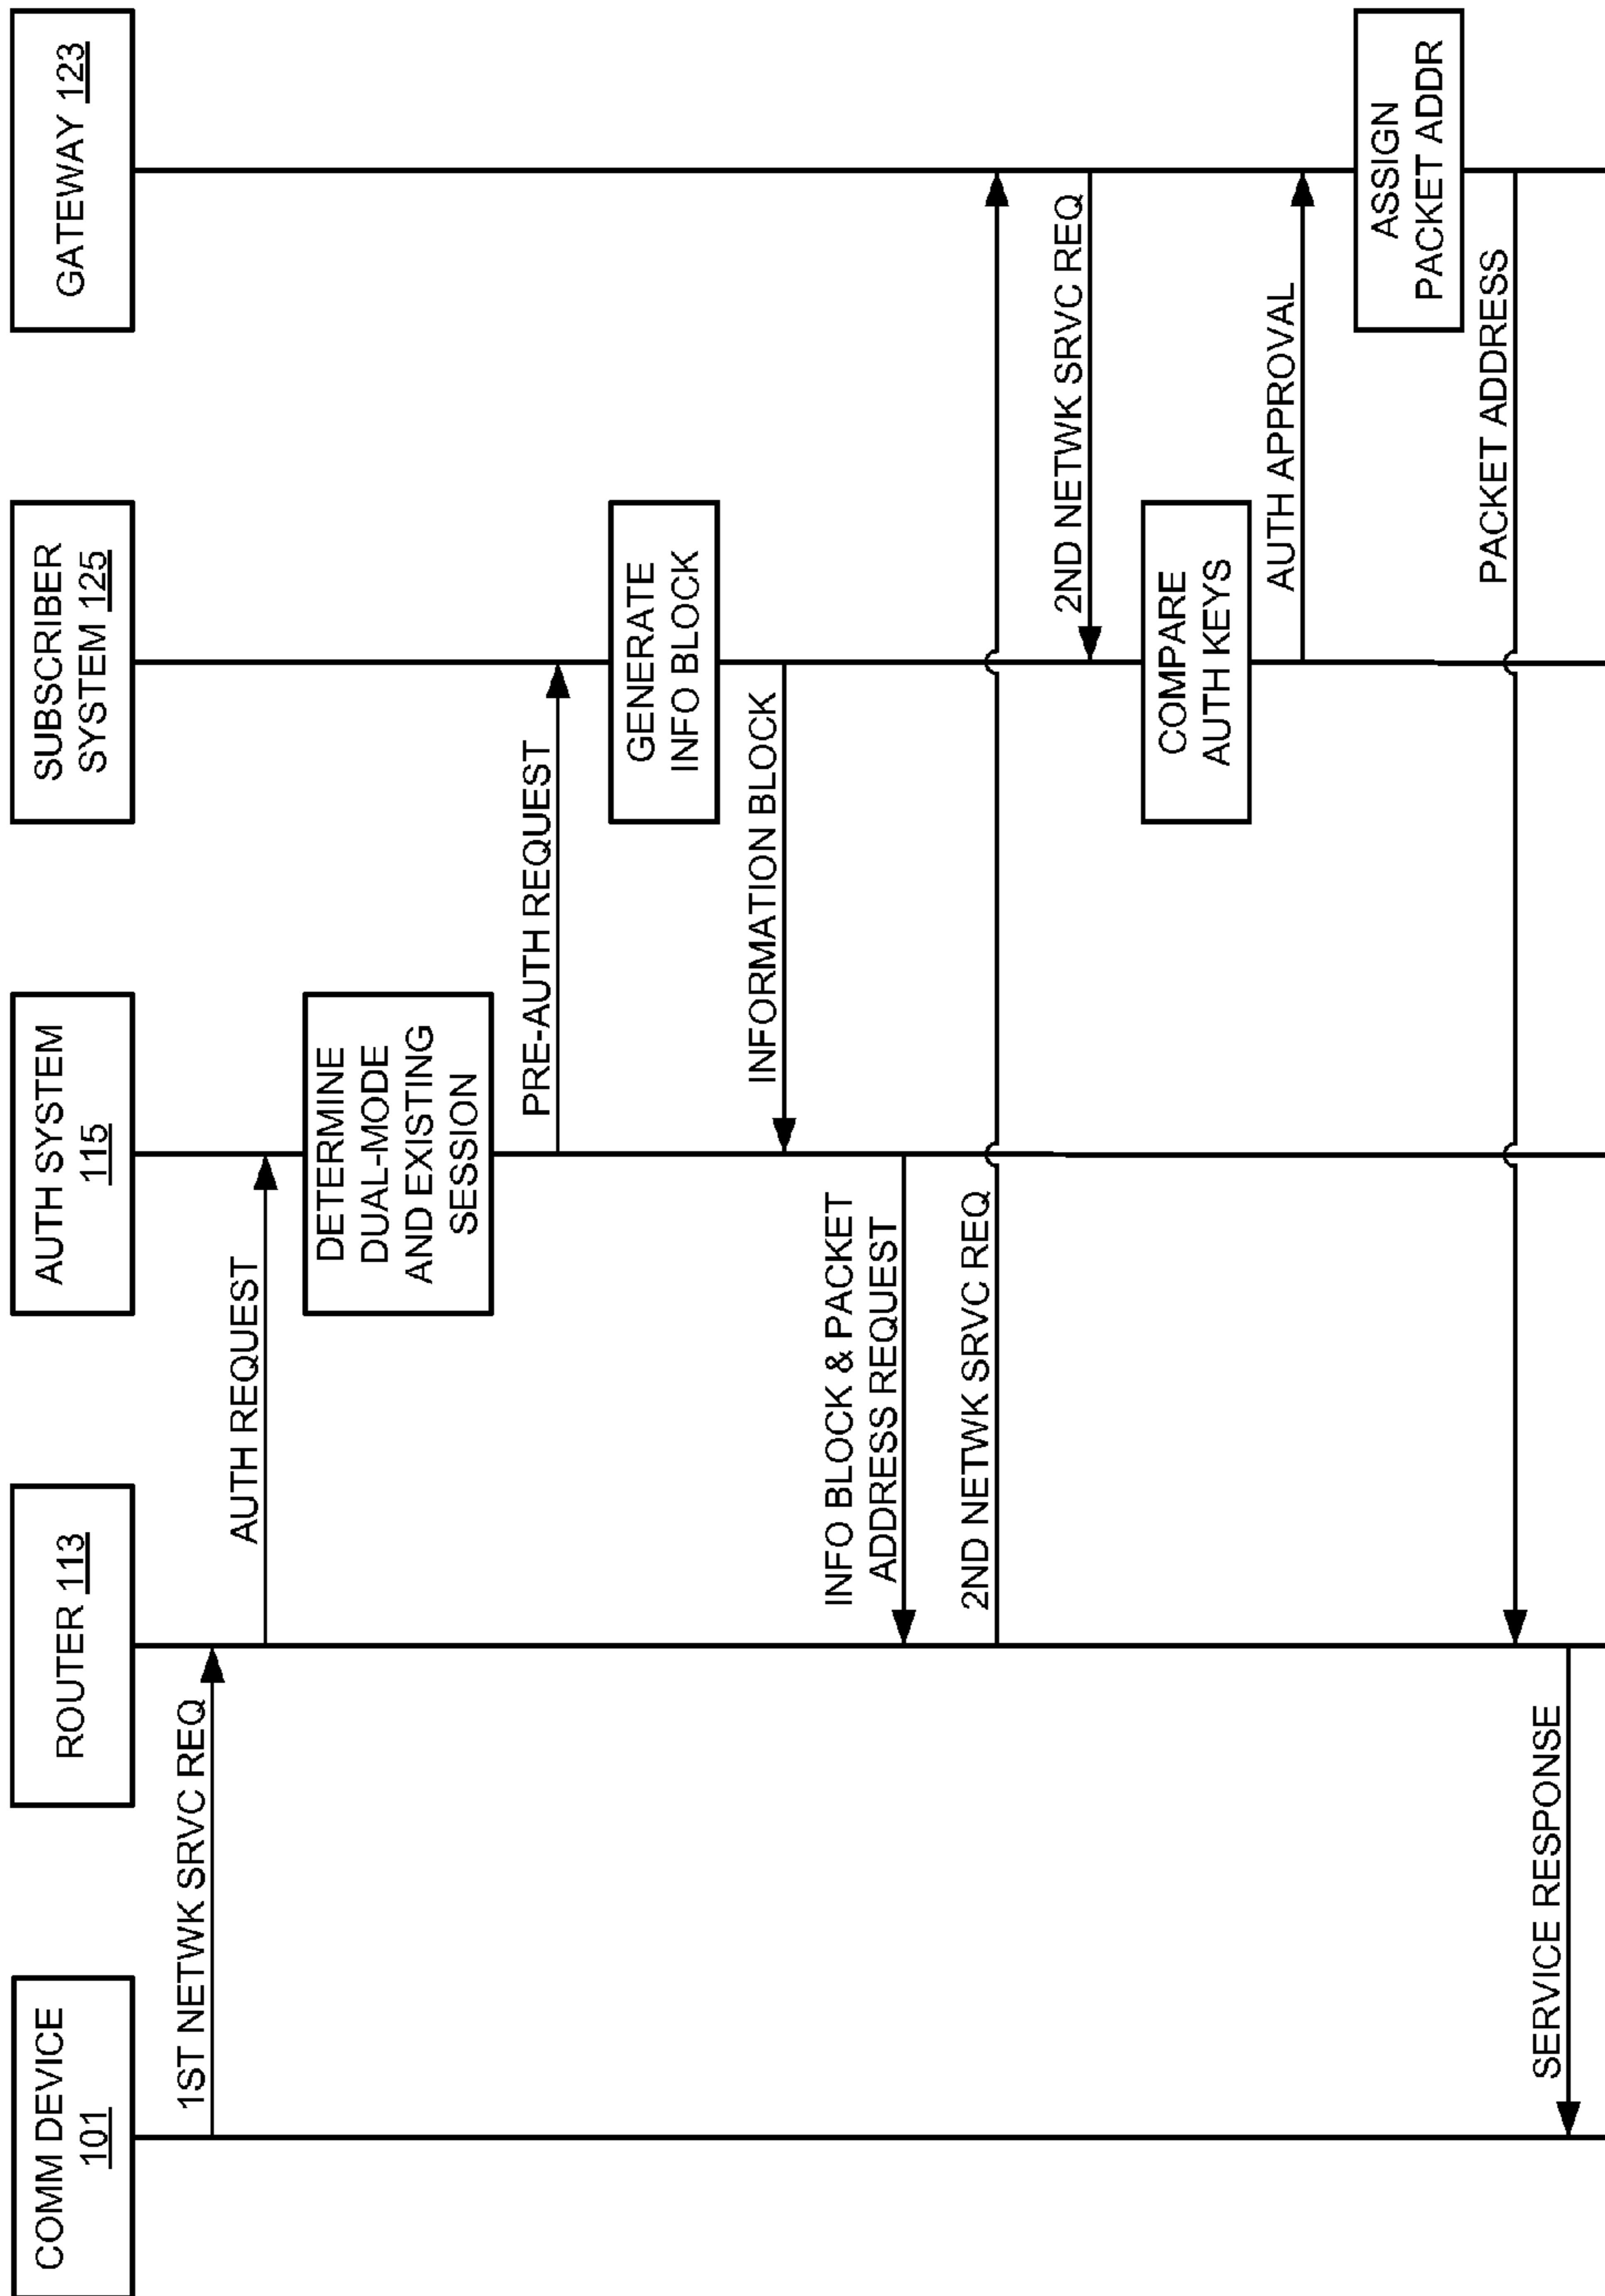 COMM DEVICE
101
ROUTER 113
AUTH SYSTEM
115
SUBSCRIBER
SYSTEM 125
GATEWAY 123
1ST NETWK SRVC REQ
AUTH REQUEST
DETERMINE
DUAL-MODE
AND EXISTING
SESSION
PRE-AUTH REQUEST
GENERATE
INFO BLOCK
INFORMATION BLOCK
INFO BLOCK & PACKET
ADDRESS REQUEST
2ND NETWK SRVC REQ
2ND NETWK SRVC REQ
COMPARE
AUTH KEYS
AUTH APPROVAL
ASSIGN
PACKET ADDR
PACKET ADDRESS
SERVICE RESPONSE